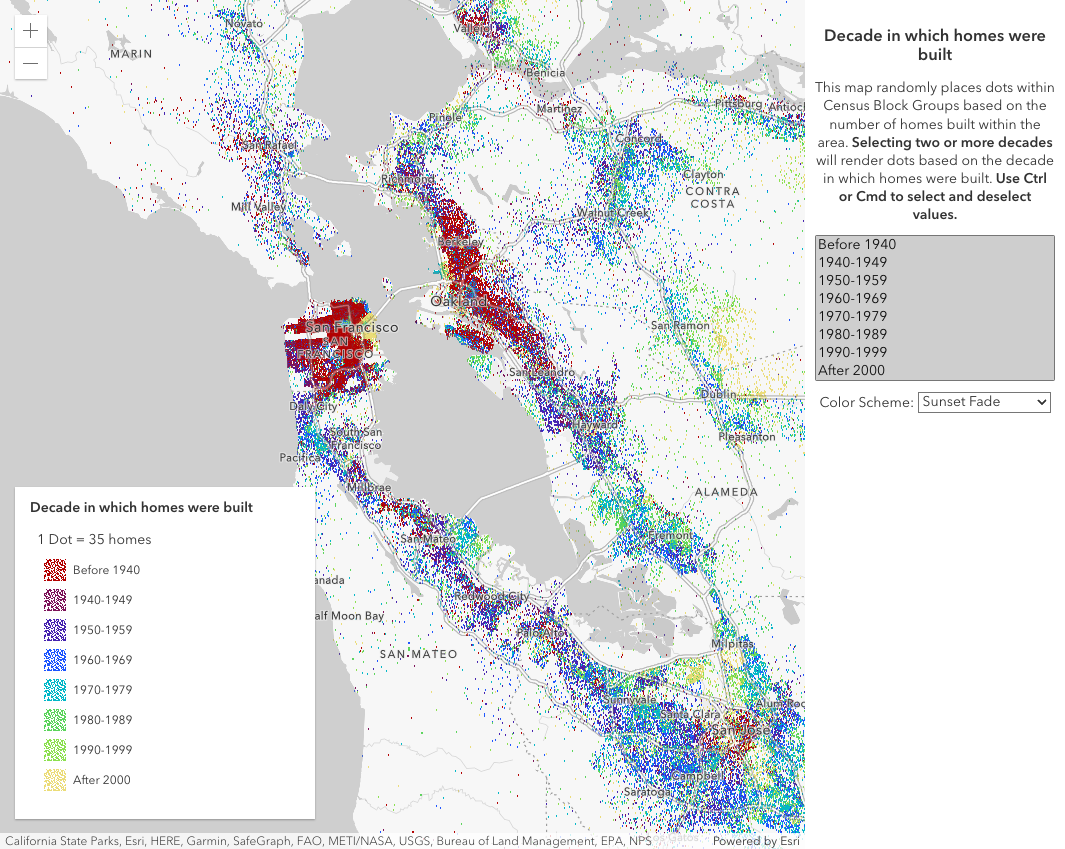 Novato
MARIN
Vallejo
Benicia
Martinez
Pittsburg
Antioch
Pinole
Concord
San Rafael
Richmond
Clayton
CONTRA
COSTA
Mill Valley
Walnut Creek
Berkeley
Oakland
San Francisco
SAN
FRANCISCO
San Ramon
San Leandro
Daly City
Dublin
Hayward
South San
Francisco
Pleasanton
Pacifica
Millbrae
ALAMEDA
San Mateo
Fremont
anada
Redwood City
alf Moon Bay
Palo Alto
SAN MATEO
Milpitas
Sunnyvale
Alum Roc
Santa Clara
San Jose
Campbell
Saratoga
Decade in which homes were built
1 Dot = 35 homes
Before 1940
1940-1949
1950-1959
1960-1969
1970-1979
1980-1989
1990-1999
After 2000
California State Parks, Esri, HERE, Garmin, SafeGraph, FAO, METI/NASA, USGS, Bureau of Land Management, EPA, NPS
Powered by Esri
Decade in which homes were
built
This map randomly places dots within
Census Block Groups based on the
number of homes built within the
area. Selecting two or more decades
will render dots based on the decade
in which homes were built. Use Ctrl
or Cmd to select and deselect
values.
Before 1940
1940-1949
1950-1959
1960-1969
1970-1979
1980-1989
1990-1999
After 2000
Color Scheme: Sunset Fade